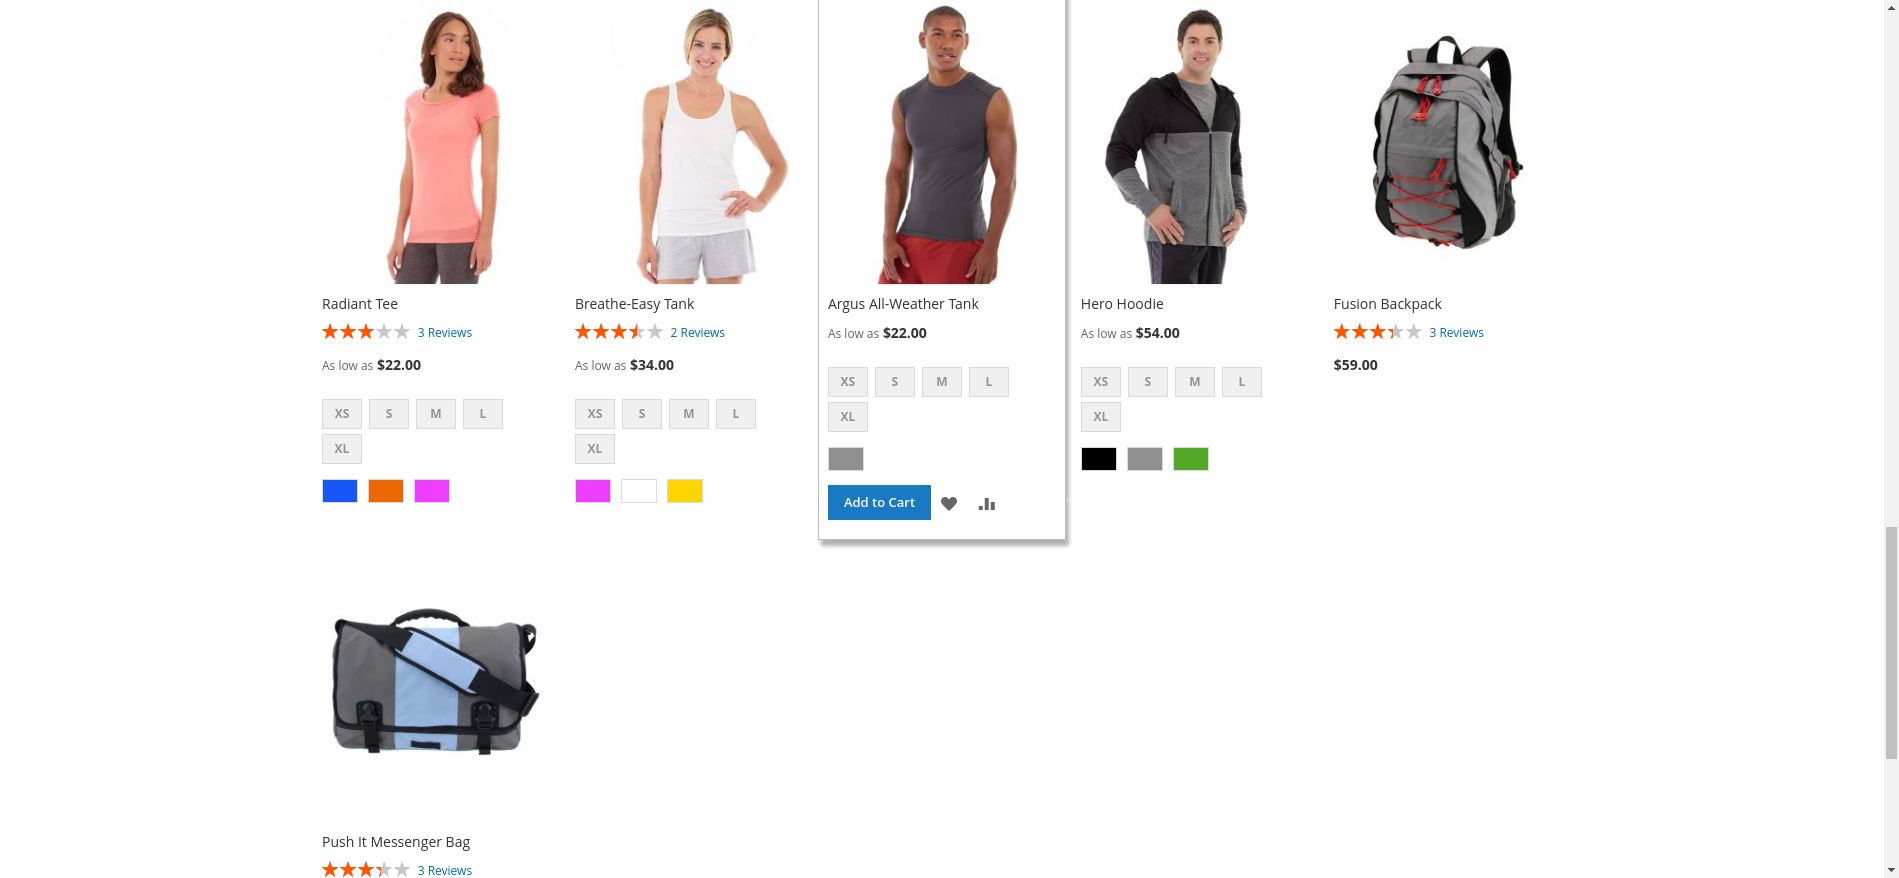 Radiant Tee
3 Reviews
As low as $22.00
XS S M L
XL
Breathe-Easy Tank
2 Reviews
As low as $34.00
XS S M L
XL
Argus All-Weather Tank
As low as $22.00
XS S M L
XL
Add to Cart
Hero Hoodie
As low as $54.00
XS S M L
XL
Fusion Backpack
3 Reviews
$59.00
Push It Messenger Bag
3 Reviews